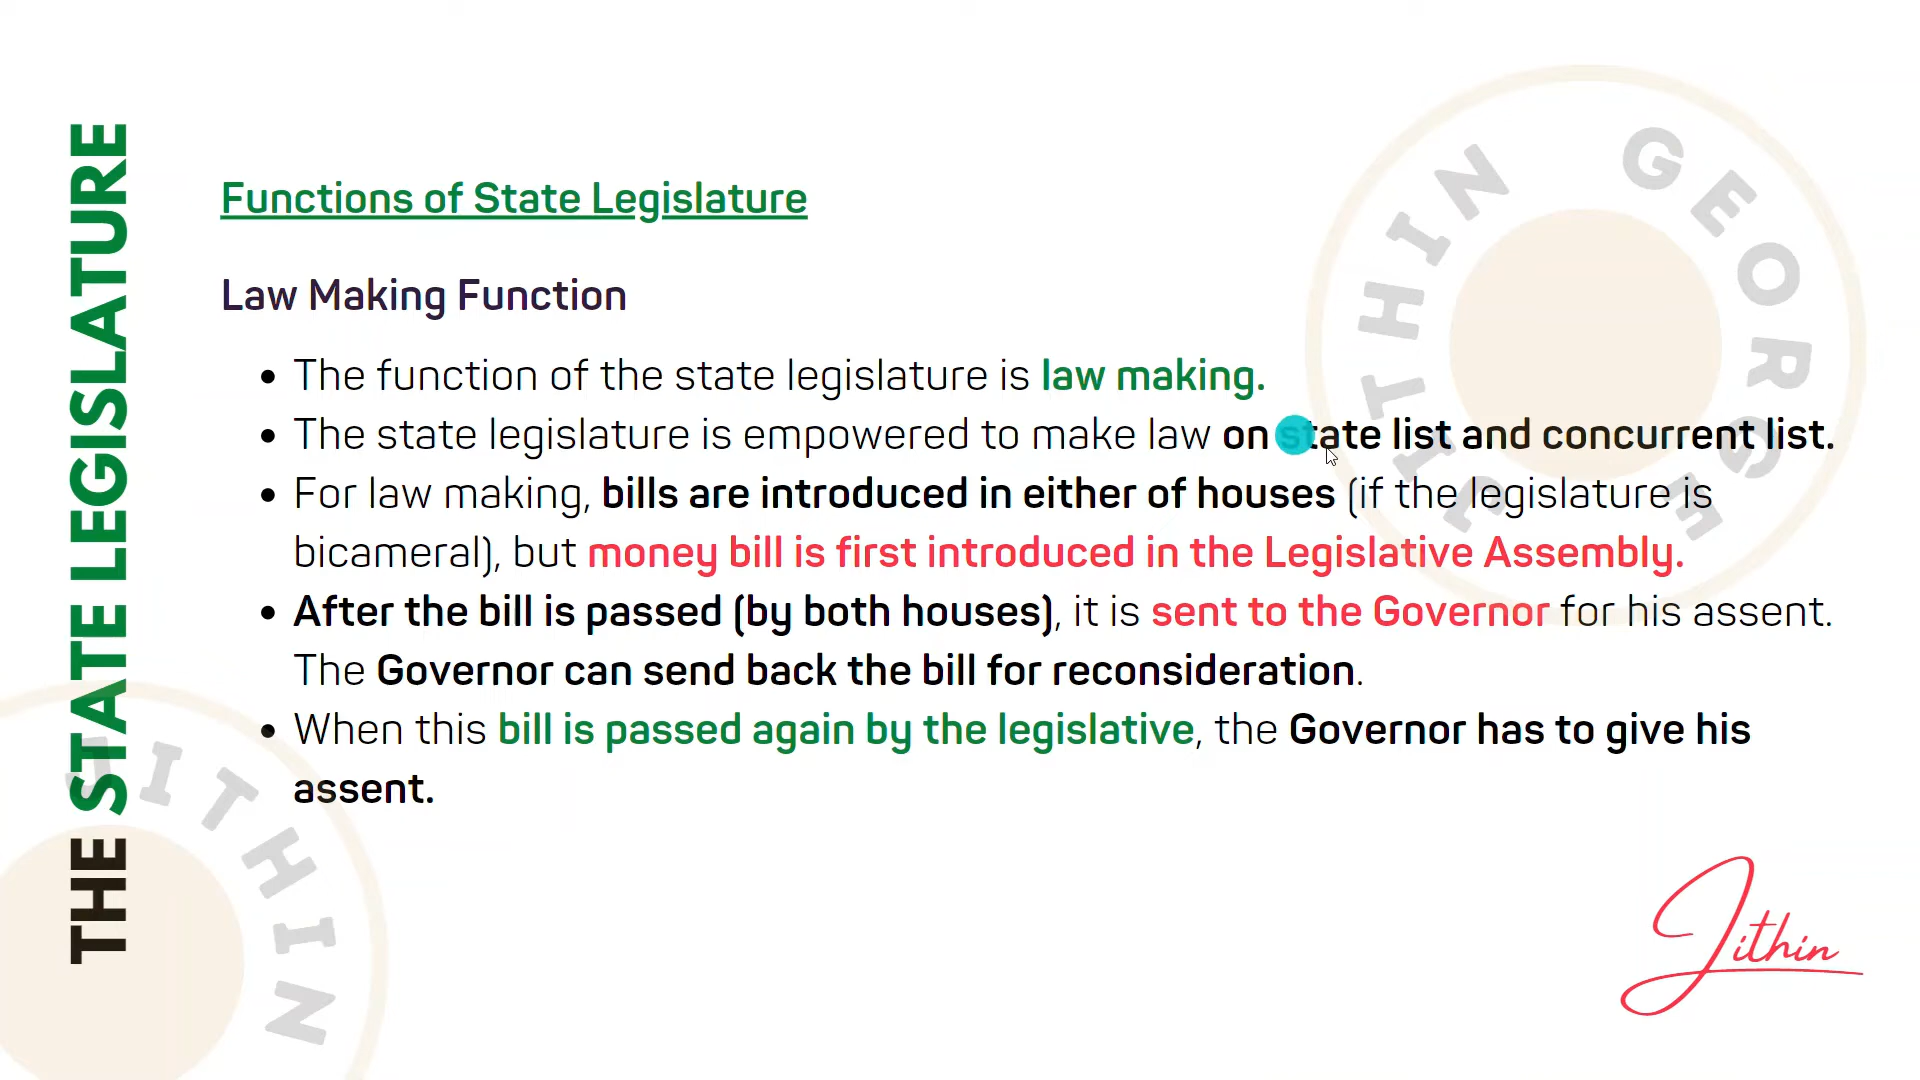 THE STATE LEGISLATURE
Functions of State Legislature
Law Making Function
• The function of the state legislature is law making.
• The state legislature is empowered to make law on state list and concurrent list.
• For law making, bills are introduced in either of houses (if the legislature is
bicameral), but money bill is first introduced in the Legislative Assembly.
• After the bill is passed (by both houses), it is sent to the Governor for his assent.
The Governor can send back the bill for reconsideration.
• When this bill is passed again by the legislative, the Governor has to give his
assent.
JITHIN GEORGE
JITHIN
Jithin